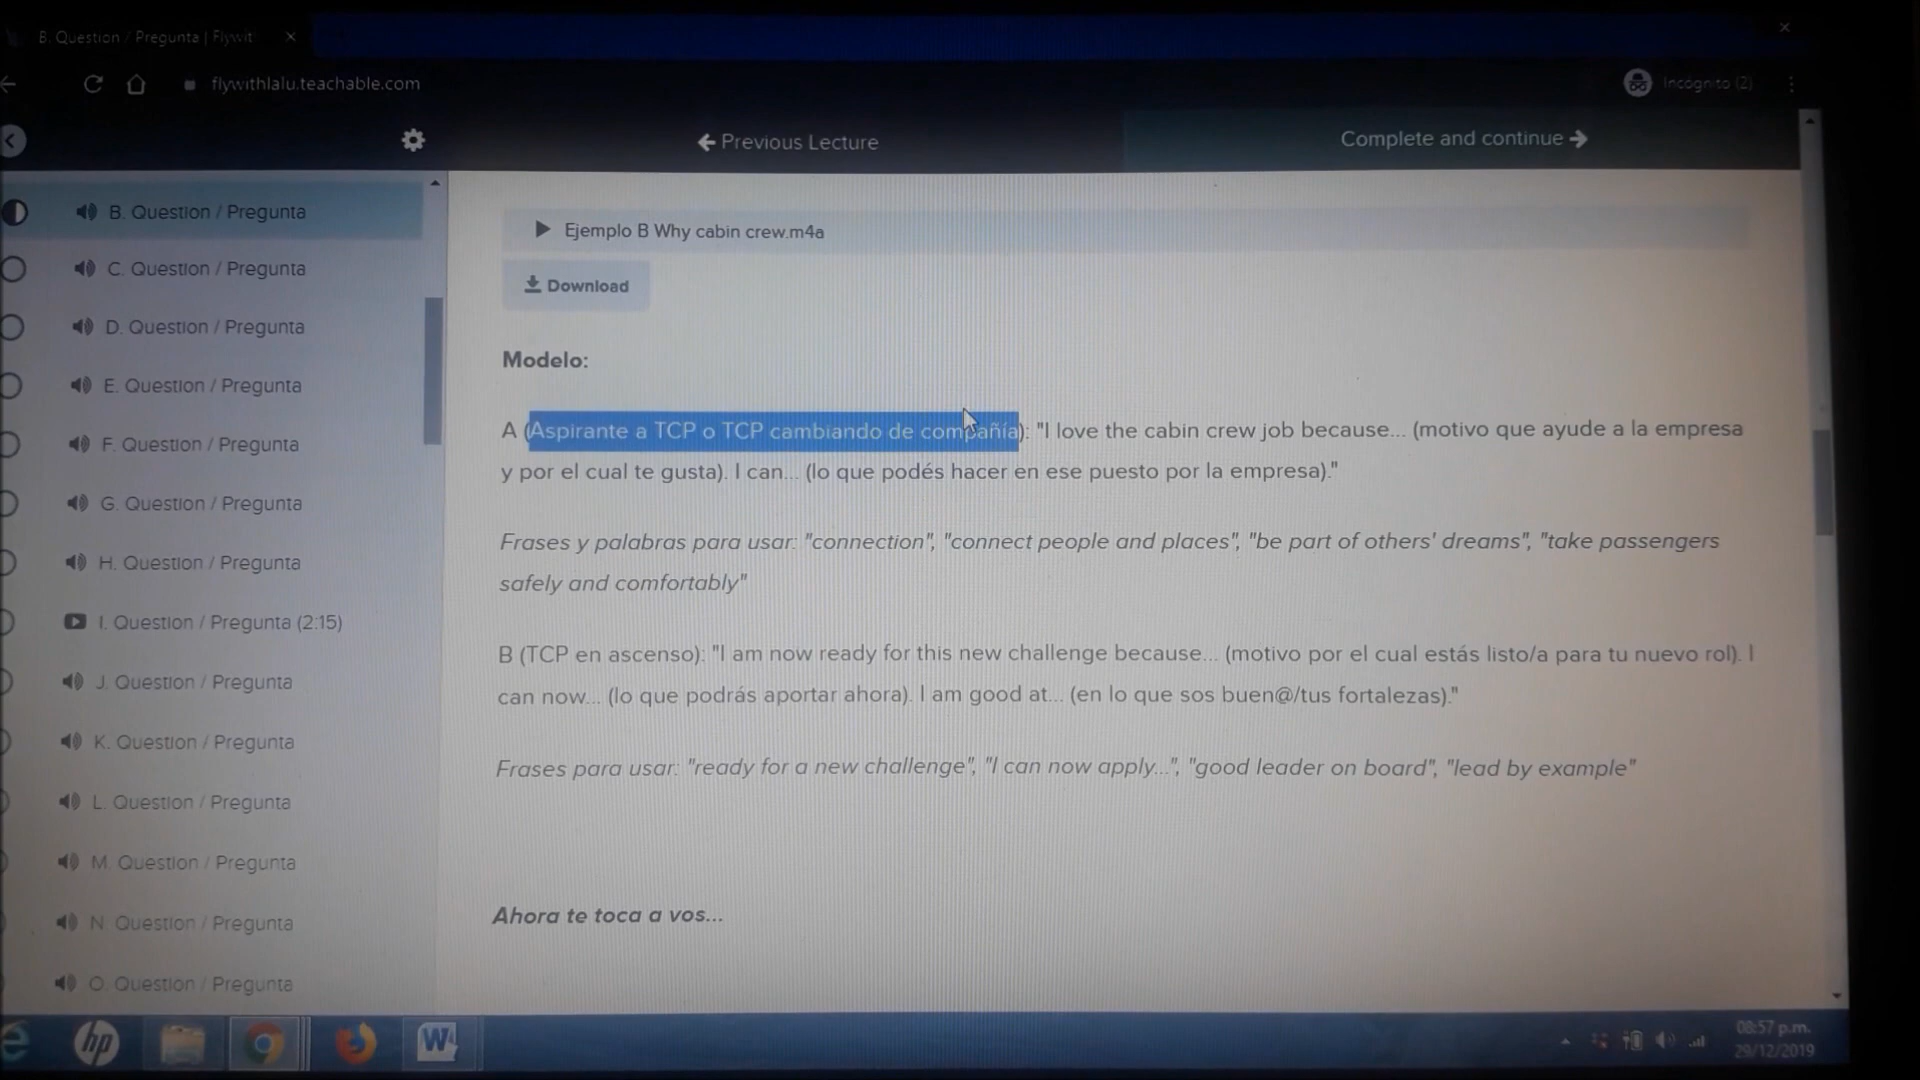 B. Question / Pregunta | Flywit
flywithlalu.teachable.com
Incognito (2)
Previous Lecture
Complete and continue
B. Question / Pregunta
C. Question / Pregunta
D. Question / Pregunta
E. Question / Pregunta
F. Question / Pregunta
G. Question / Pregunta
H. Question / Pregunta
I. Question / Pregunta (2:15)
J. Question / Pregunta
K. Question / Pregunta
L. Question / Pregunta
M. Question / Pregunta
N. Question / Pregunta
O. Question / Pregunta
Ejemplo B Why cabin crew.m4a
Download
Modelo:
A (Aspirante a TCP o TCP cambiando de compañía): "I love the cabin crew job because... (motivo que ayude a la empresa
y por el cual te gusta). I can... (lo que podés hacer en ese puesto por la empresa)."
Frases y palabras para usar: "connection", "connect people and places", "be part of others' dreams", "take passengers
safely and comfortably"
B (TCP en ascenso): "I am now ready for this new challenge because... (motivo por el cual estás listo/a para tu nuevo rol). I
can now... (lo que podrás aportar ahora). I am good at... (en lo que sos buen@/tus fortalezas)."
Frases para usar: "ready for a new challenge", "I can now apply...", "good leader on board", "lead by example"
Ahora te toca a vos...
hp
W
08:57 p.m.
29/12/2019